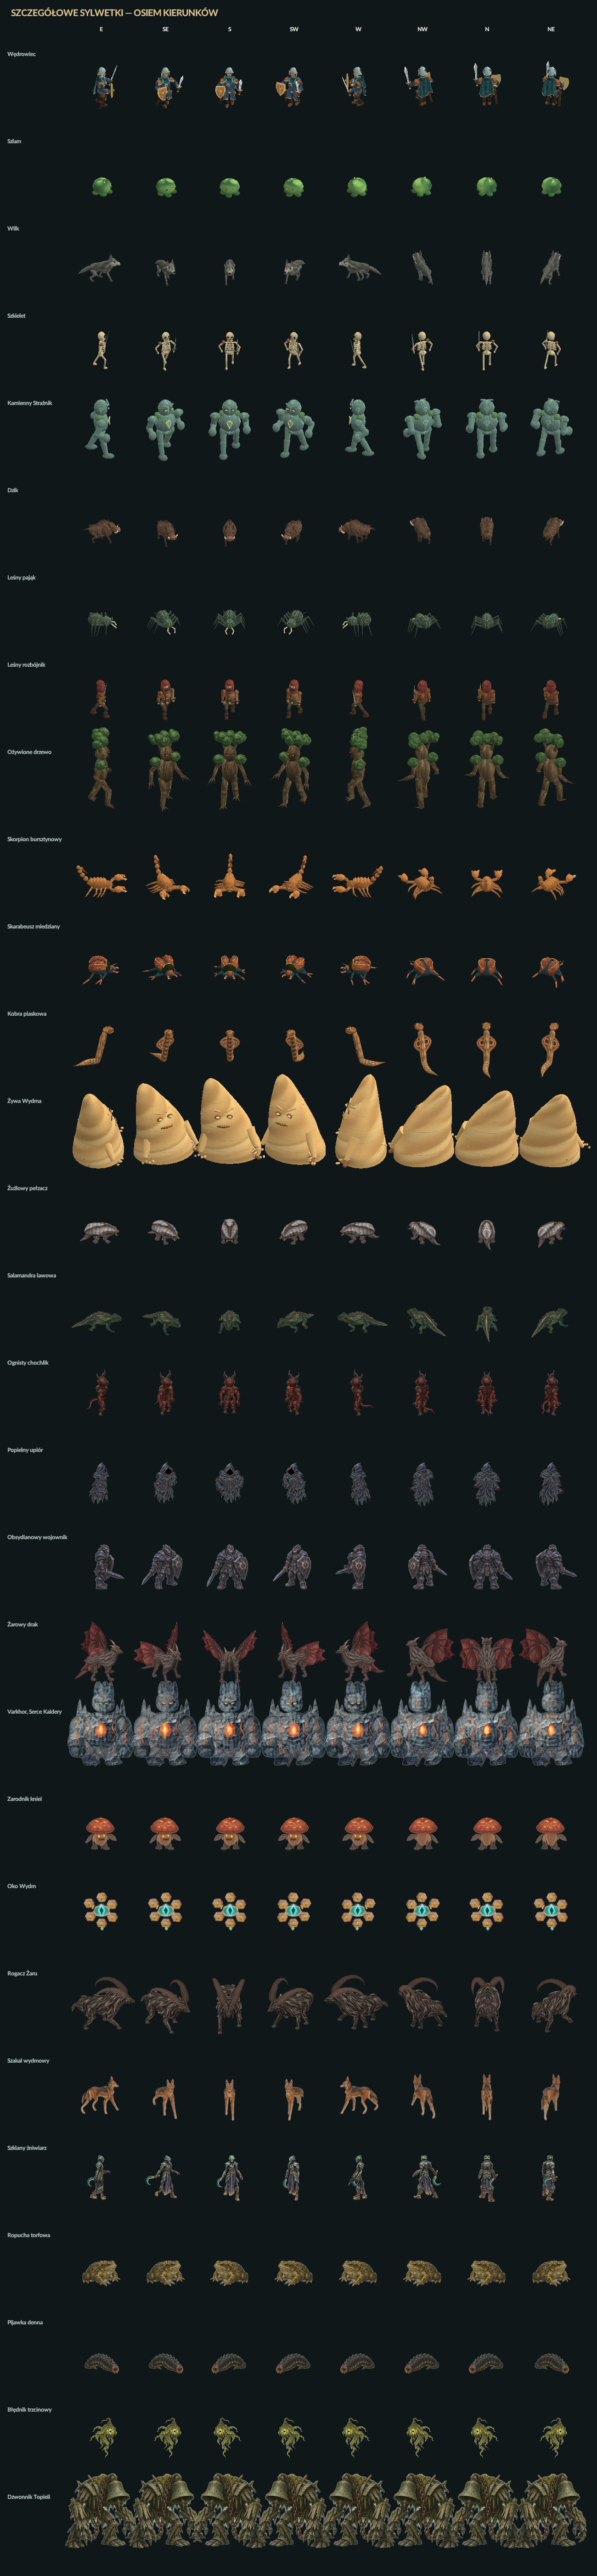 SZCZEGÓŁOWE SYLWETKI — OSIEM KIERUNKÓW
E SE S SW W NW N NE
Wędrowiec
Szlam
Wilk
Szkielet
Kamienny Strażnik
Dzik
Leśny pająk
Leśny rozbójnik
Ożywione drzewo
Skorpion bursztynowy
Skarabeusz miedziany
Kobra piaskowa
Żywa Wydma
Żużlowy pełzacz
Salamandra lawowa
Ognisty chochlik
Popielny upiór
Obsydianowy wojownik
Żarowy drak
Varkhor, Serce Kaldery
Zarodnik kniei
Oko Wydm
Rogacz Żaru
Szakal wydmowy
Szklany żniwiarz
Ropucha torfowa
Pijawka denna
Błędnik trzcinowy
Dzwonnik Topieli